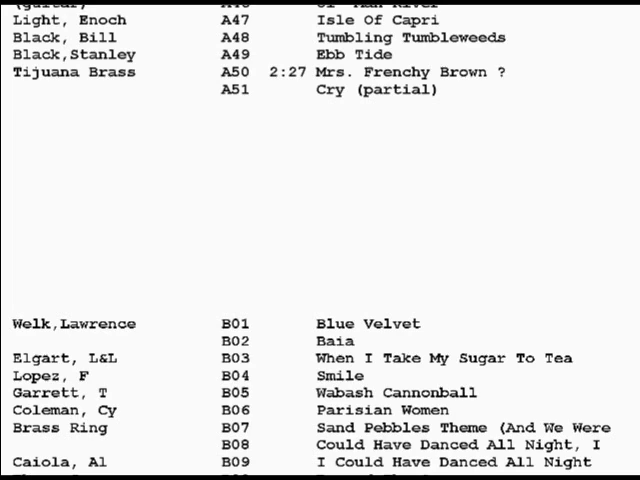 Light, Enoch A47 Isle Of Capri
Black, Bill A48 Tumbling Tumbleweeds
Black,Stanley A49 Ebb Tide
Tijuana Brass A50 2:27 Mrs. Frenchy Brown ?
A51 Cry (partial)
Welk,Lawrence B01 Blue Velvet
B02 Baia
Elgart, L&L B03 When I Take My Sugar To Tea
Lopez, F B04 Smile
Garrett, T B05 Wabash Cannonball
Coleman, Cy B06 Parisian Women
Brass Ring B07 Sand Pebbles Theme (And We Were
B08 Could Have Danced All Night, I
Caiola, Al B09 I Could Have Danced All Night